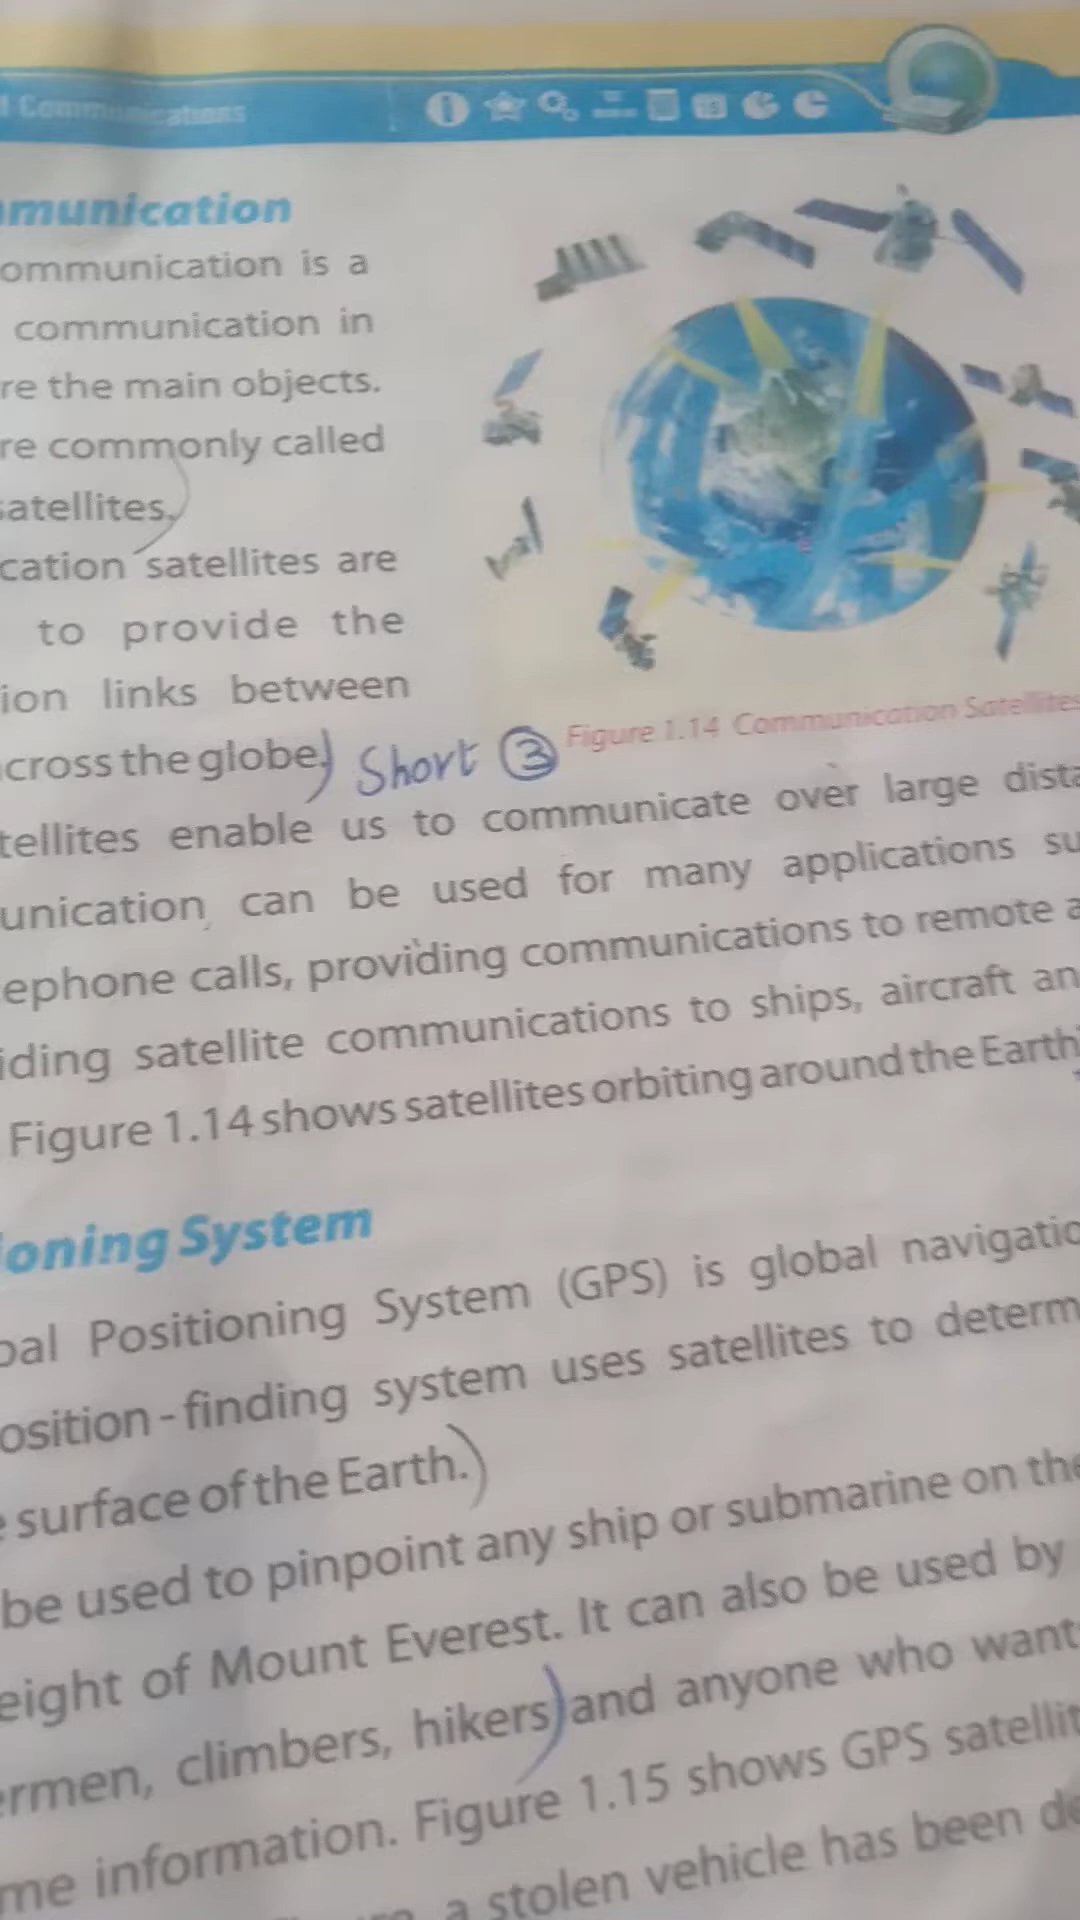 Communications
munication
ommunication is a
communication in
re the main objects.
re commonly called
satellites.
cation satellites are
to provide the
ion links between
cross the globe. Short 3
Figure 1.14 Communication Satellites
tellites enable us to communicate over large dista
unication can be used for many applications su
ephone calls, providing communications to remote a
iding satellite communications to ships, aircraft an
Figure 1.14 shows satellites orbiting around the Earth
ioning System
bal Positioning System (GPS) is global navigatio
osition - finding system uses satellites to determ
e surface of the Earth.
be used to pinpoint any ship or submarine on the
eight of Mount Everest. It can also be used by
ermen, climbers, hikers and anyone who want
me information. Figure 1.15 shows GPS satellit
a stolen vehicle has been de